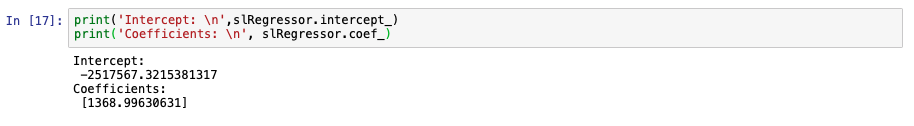 In [17]: print('Intercept: \n',slRegressor.intercept_)
print('Coefficients: \n', slRegressor.coef_)
Intercept:
-2517567.3215381317
Coefficients:
[1368.99630631]